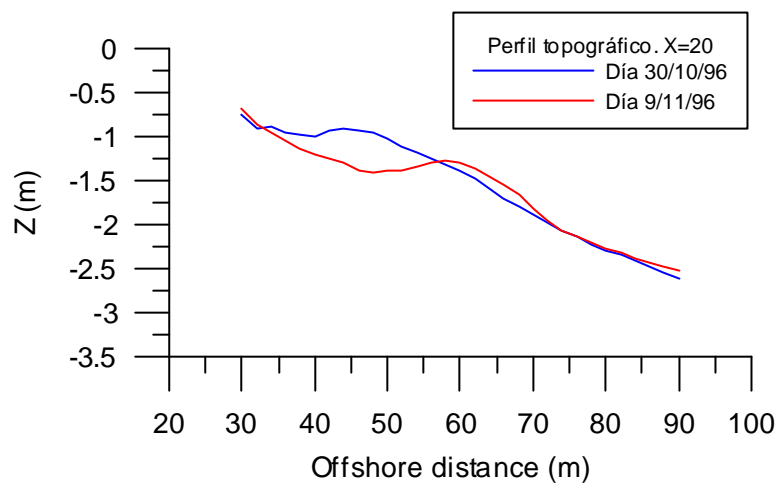 Perfil topográfico. X=20
Día 30/10/96
Día 9/11/96
0
-0.5
-1
-1.5
-2
-2.5
-3
-3.5
Z (m)
20 30 40 50 60 70 80 90 100
Offshore distance (m)